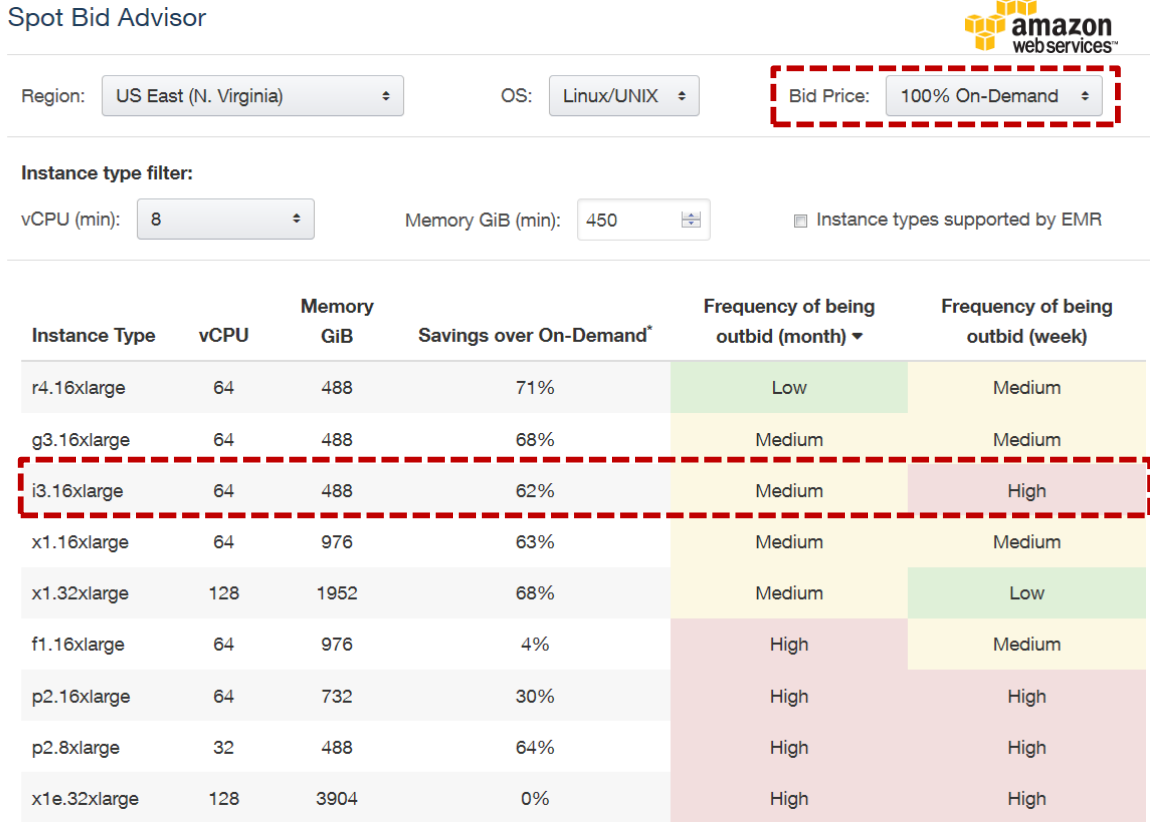 Spot Bid Advisor
amazon
webservices™
Region: US East (N. Virginia) OS: Linux/UNIX Bid Price: 100% On-Demand
Instance type filter:
vCPU (min): 8 Memory GiB (min): 450 Instance types supported by EMR
Instance Type vCPU Memory GiB Savings over On-Demand* Frequency of being outbid (month) Frequency of being outbid (week)
r4.16xlarge 64 488 71% Low Medium
g3.16xlarge 64 488 68% Medium Medium
i3.16xlarge 64 488 62% Medium High
x1.16xlarge 64 976 63% Medium Medium
x1.32xlarge 128 1952 68% Medium Low
f1.16xlarge 64 976 4% High Medium
p2.16xlarge 64 732 30% High High
p2.8xlarge 32 488 64% High High
x1e.32xlarge 128 3904 0% High High